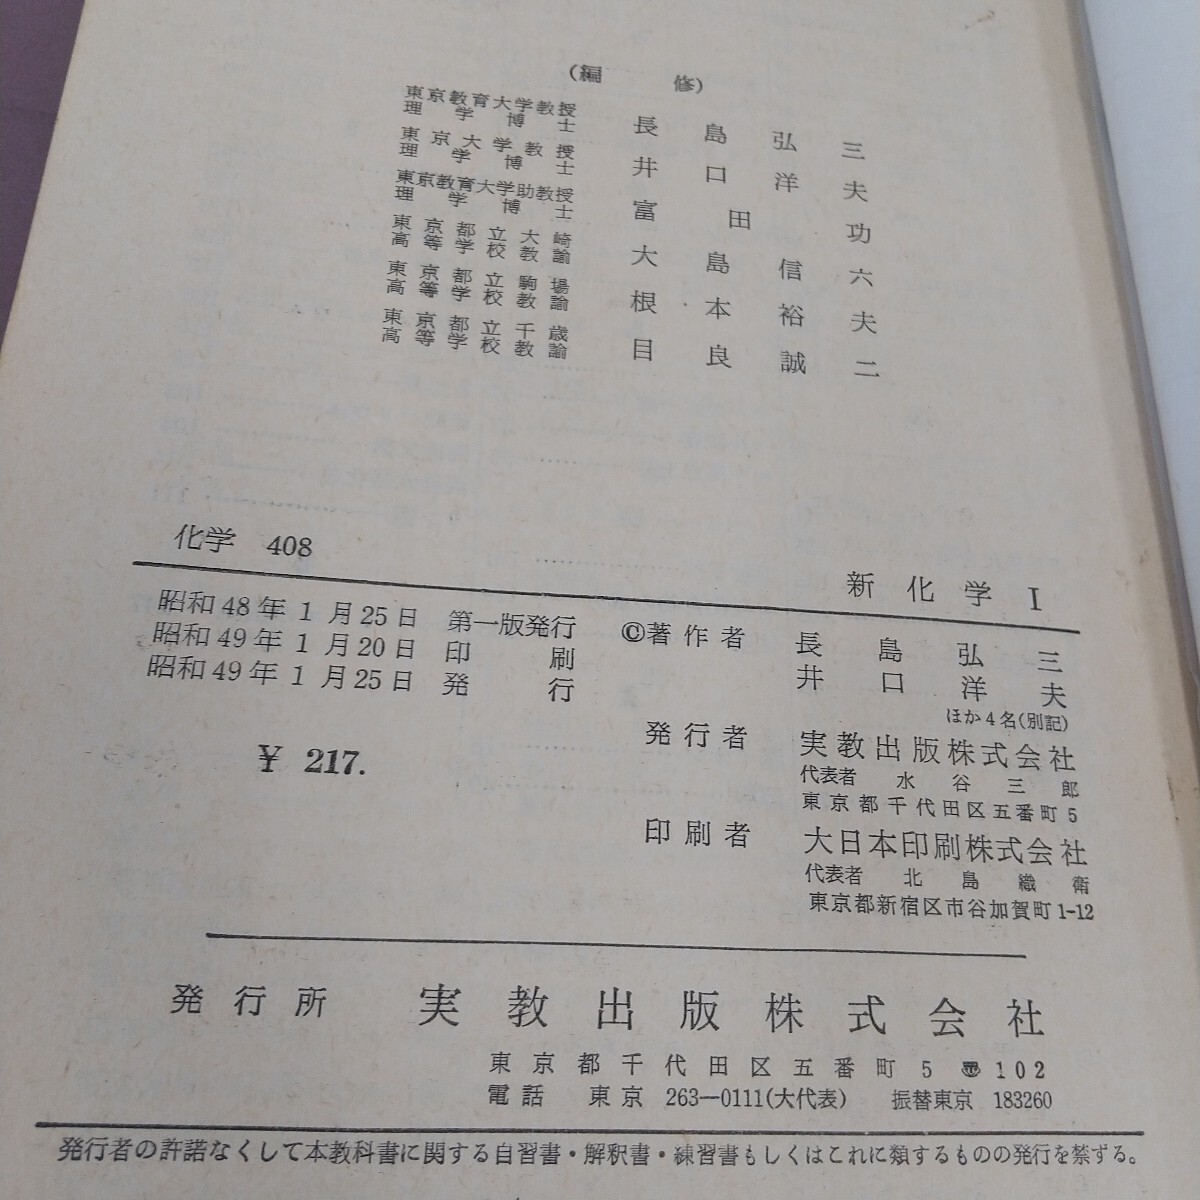 (編修)
東京教育大学教授
理学博士
長島弘三
東京大学教授
理学博士
井口洋夫
東京教育大学助教授
理学博士
富田功
東京都立大崎
高等学校教諭
大島信六
東京都立駒場
高等学校教諭
根本裕夫
東京都立千歳
高等学校教諭
目良誠二
化学 408
新化学 I
昭和48年1月25日 第一版発行
昭和49年1月20日 印刷
昭和49年1月25日 発行
¥ 217.
©著作者 長島弘三
井口洋夫
ほか4名(別記)
発行者 実教出版株式会社
代表者 水谷三郎
東京都千代田区五番町5
印刷者 大日本印刷株式会社
代表者 北島織衛
東京都新宿区市谷加賀町1-12
発行所 実教出版株式会社
東京都千代田区五番町5 〠102
電話 東京 263—0111(大代表) 振替東京 183260
発行者の許諾なくして本教科書に関する自習書・解釈書・練習書もしくはこれに類するものの発行を禁ずる。